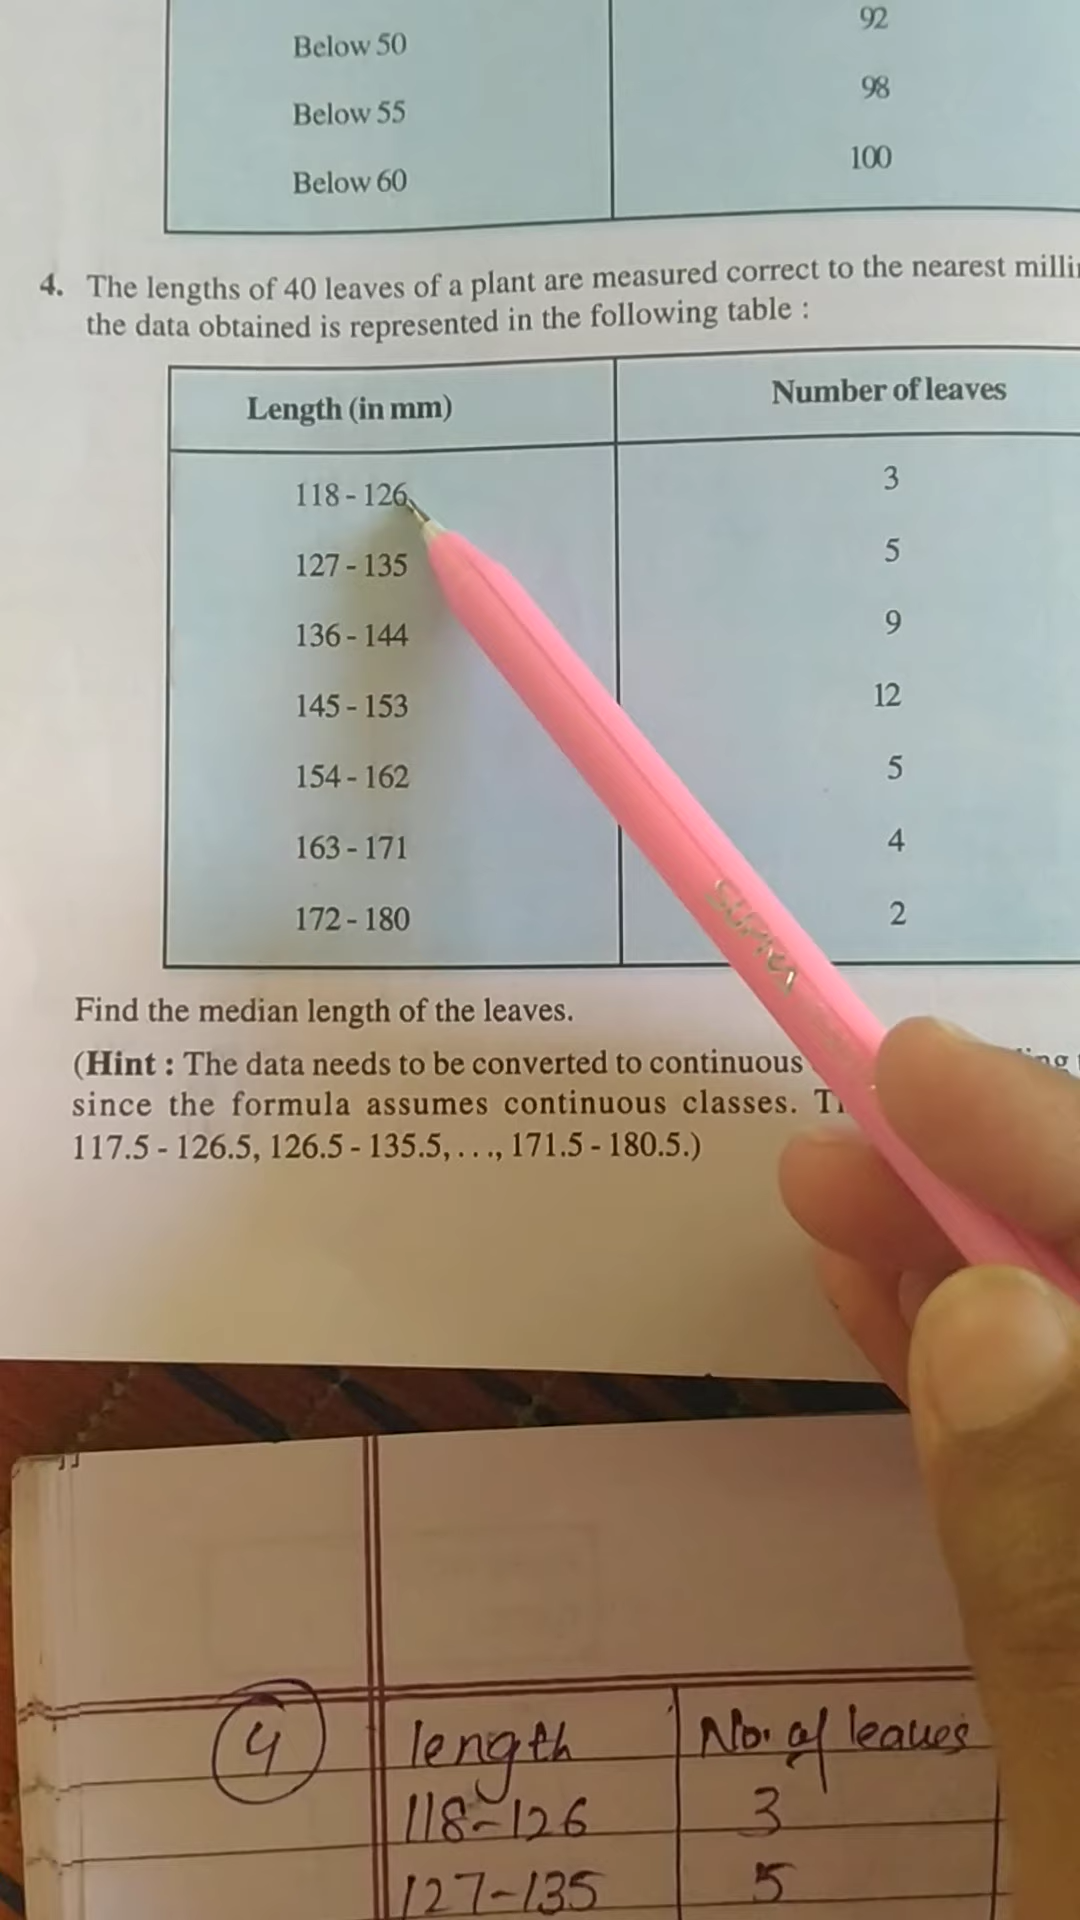 92
Below 50
98
Below 55
100
Below 60
4. The lengths of 40 leaves of a plant are measured correct to the nearest
the data obtained is represented in the following table :
Length (in mm) Number of leaves
118 - 126 3
127 - 135 5
136 - 144 9
145 - 153 12
154 - 162 5
163 - 171 4
172 - 180 2
Find the median length of the leaves.
(Hint : The data needs to be converted to continuous
since the formula assumes continuous classes.
117.5 - 126.5, 126.5 - 135.5, . . ., 171.5 - 180.5.)
4 length No. of leaves
118-126 3
127-135 5